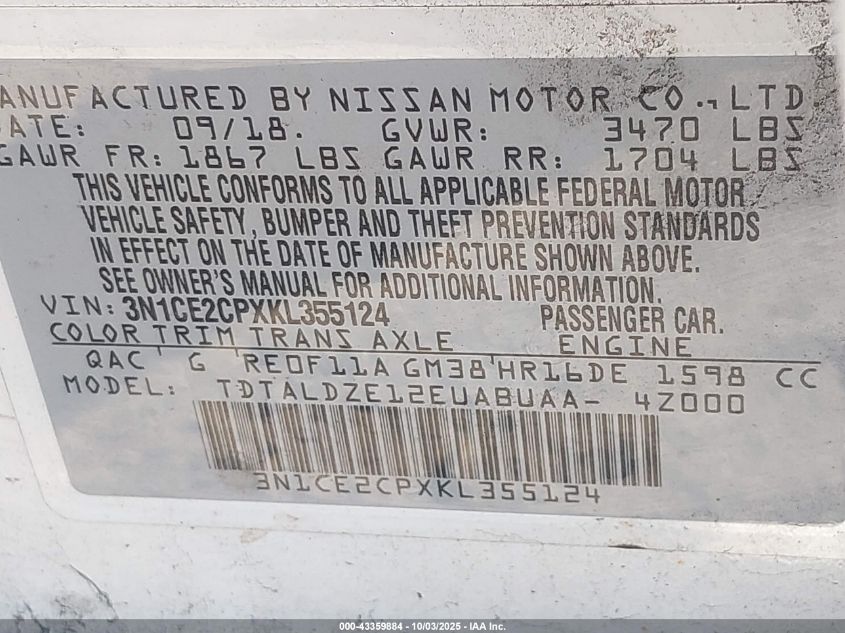 ANUFACTURED BY NISSAN MOTOR CO., LTD
ATE: 09/18. GVWR: 3470 LBS
GAWR FR: 1867 LBS GAWR RR: 1704 LBS
THIS VEHICLE CONFORMS TO ALL APPLICABLE FEDERAL MOTOR
VEHICLE SAFETY, BUMPER AND THEFT PREVENTION STANDARDS
IN EFFECT ON THE DATE OF MANUFACTURE SHOWN ABOVE.
SEE OWNER'S MANUAL FOR ADDITIONAL INFORMATION.
VIN: 3N1CE2CPXKL355124 PASSENGER CAR.
COLOR TRIM TRANS AXLE ENGINE
QAC ' G 'RE0F11A GM38'HR16DE 1598 CC
MODEL: TDTALDZE12EUABUAA- 4Z000
3N1CE2CPXKL355124
000-43359884 - 10/03/2025 - IAA Inc.